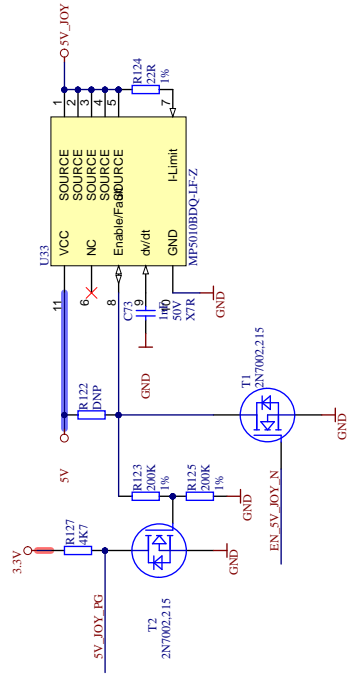 5V_JOY
R124
22R
1%
1
2
3
4
5
7
SOURCE
SOURCE
SOURCE
SOURCE
SOURCE
I-Limit
U33
VCC
NC
Enable/Fault
dv/dt
GND
MP5010BDQ-LF-Z
11
6
8
9
10
C73
1nF
50V
X7R
GND
GND
R122
DNP
5V
T1
2N7002,215
GND
EN_5V_JOY_N
R123
200K
1%
R125
200K
1%
GND
3.3V
R127
4K7
5V_JOY_PG
T2
2N7002,215
GND